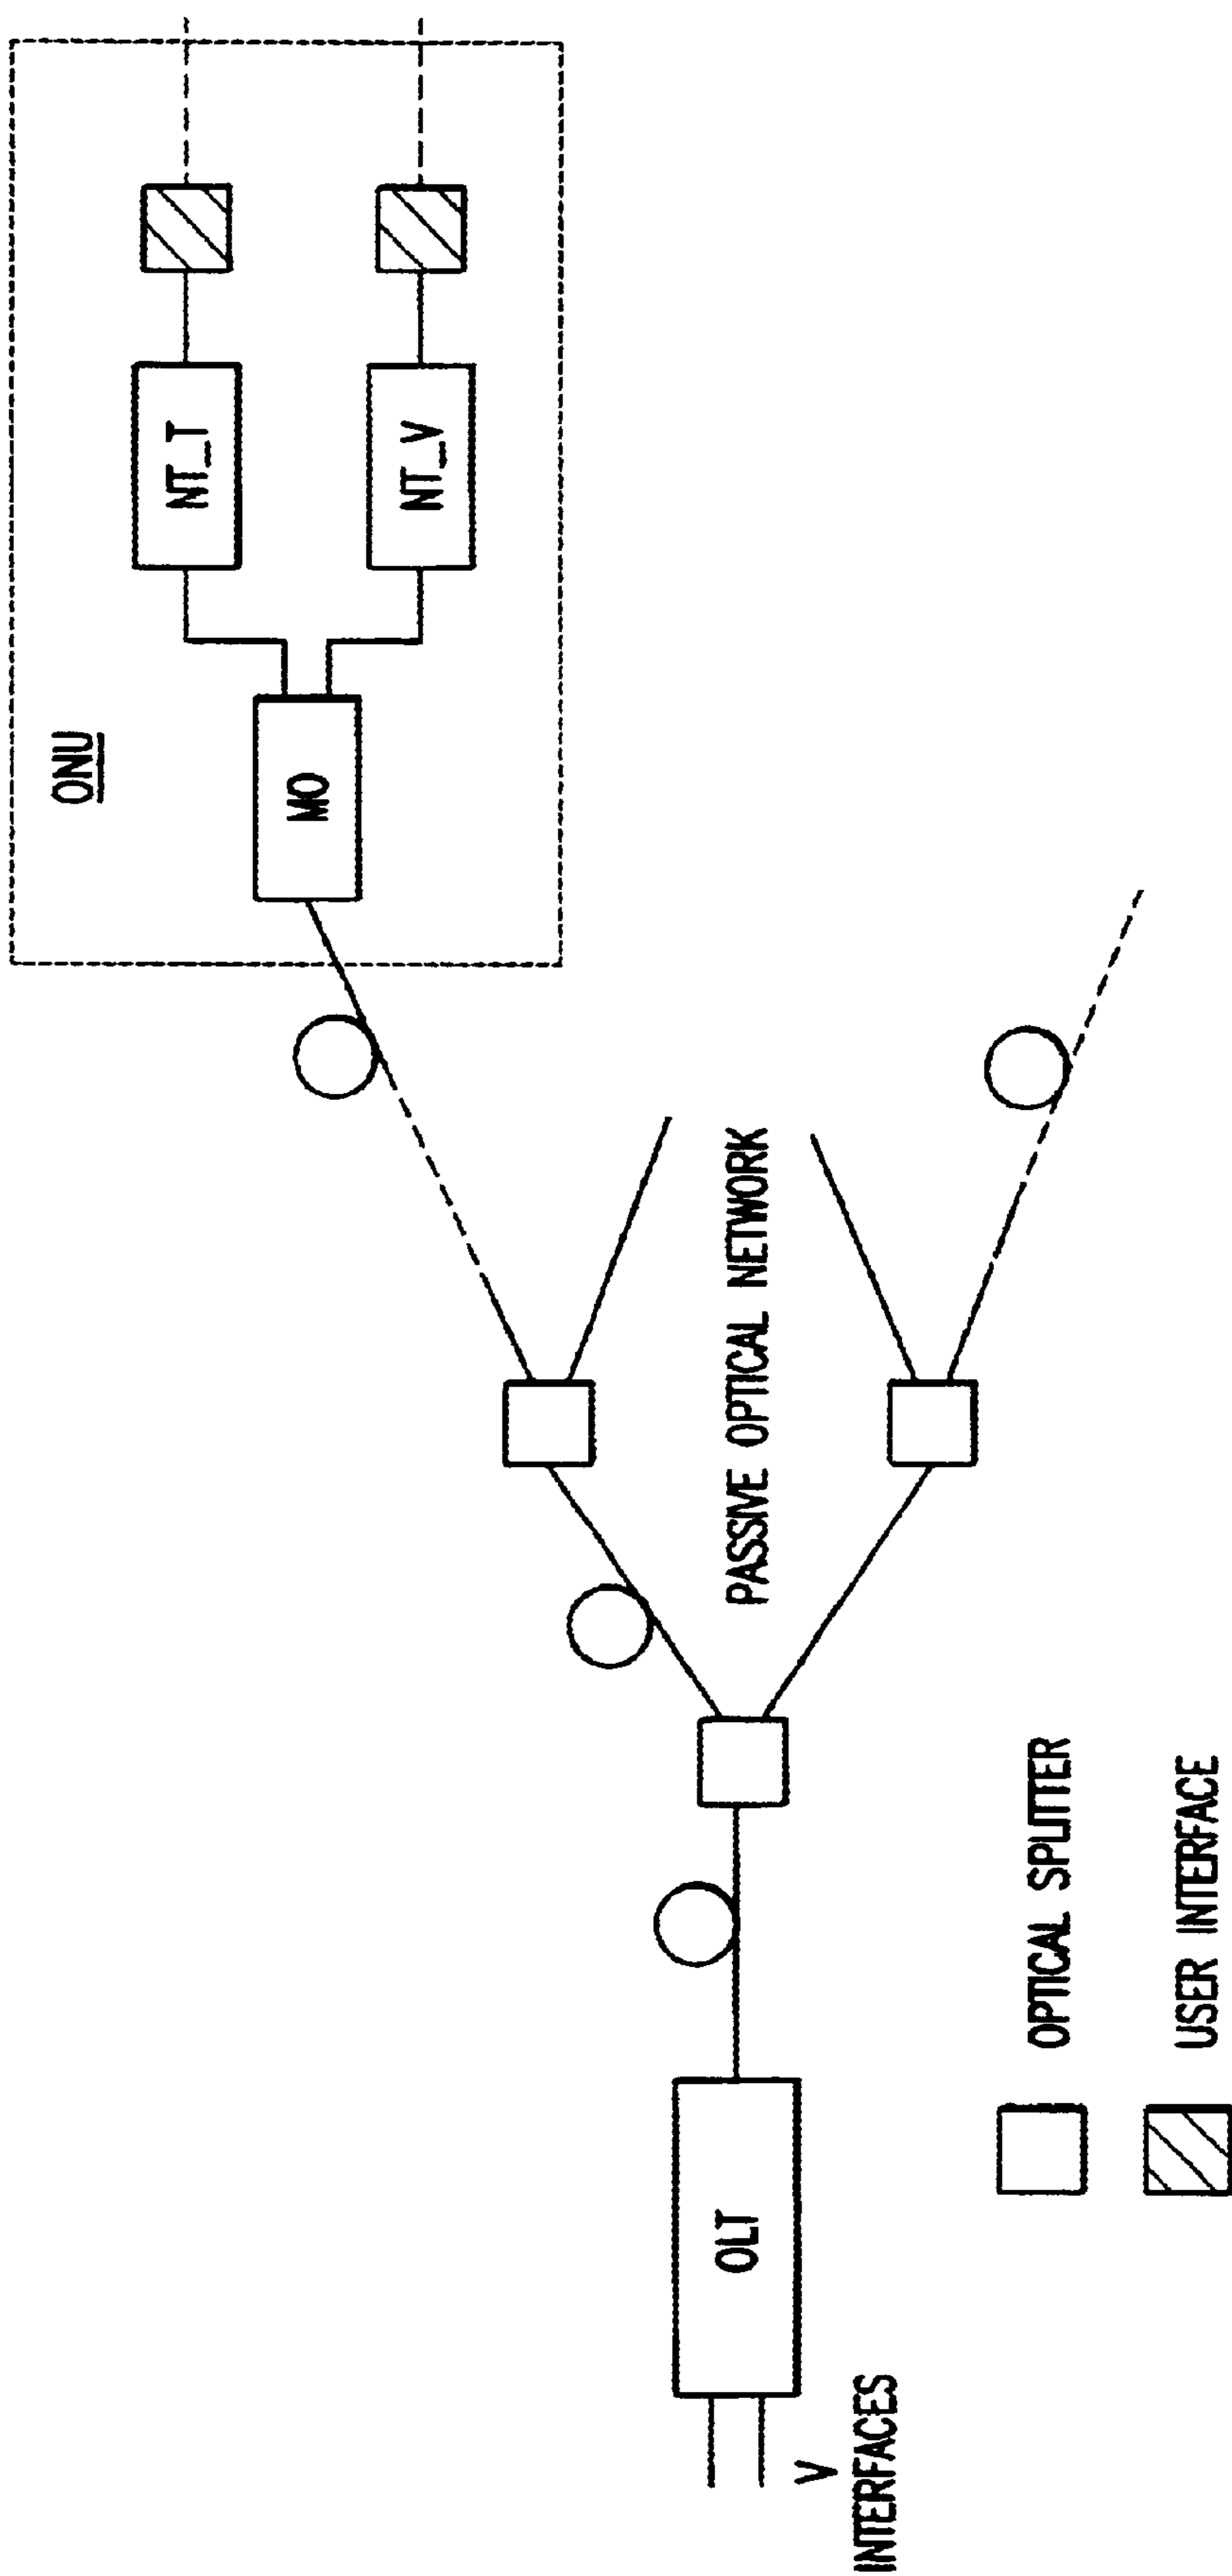 ONU
NT_T
MO
NT_V
PASSIVE OPTICAL NETWORK
OLT
V
INTERFACES
OPTICAL SPLITTER
USER INTERFACE